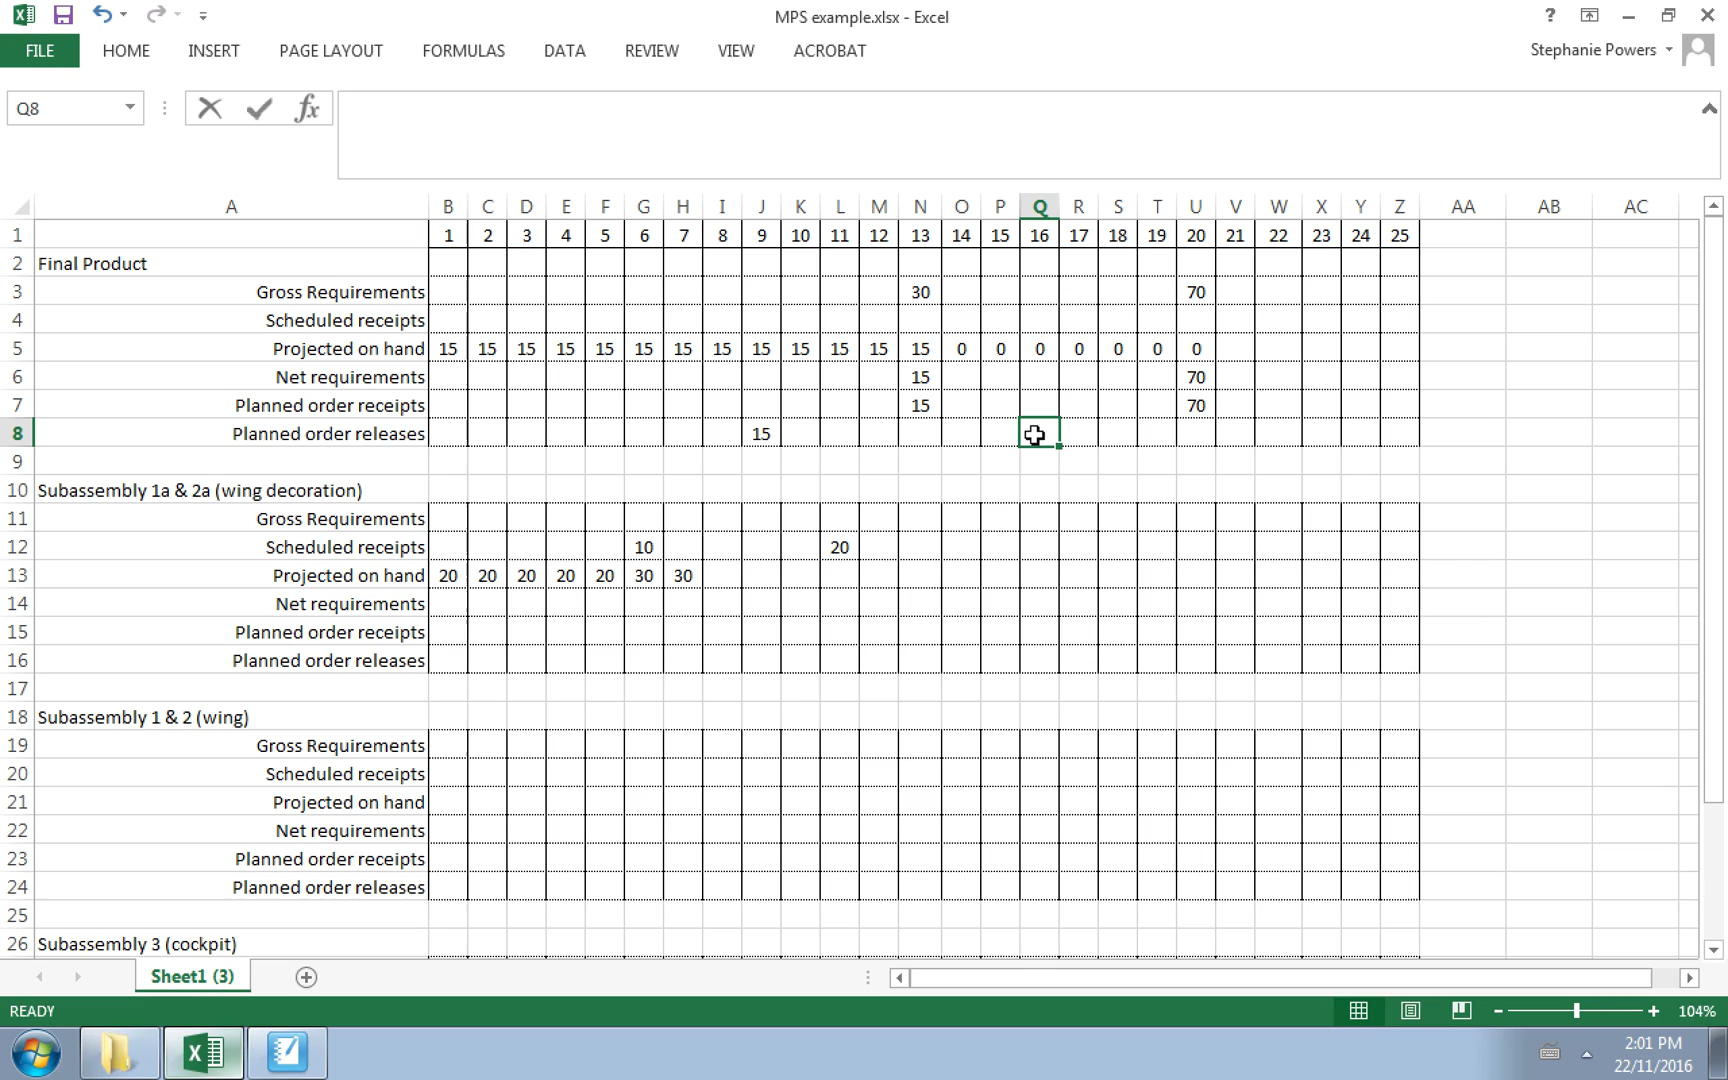 MPS example.xlsx - Excel
?
FILE HOME INSERT PAGE LAYOUT FORMULAS DATA REVIEW VIEW ACROBAT Stephanie Powers
Q8 fx
A B C D E F G H I J K L M N O P Q R S T U V W X Y Z AA AB AC
1 1 2 3 4 5 6 7 8 9 10 11 12 13 14 15 16 17 18 19 20 21 22 23 24 25
2 Final Product
3 Gross Requirements 30 70
4 Scheduled receipts
5 Projected on hand 15 15 15 15 15 15 15 15 15 15 15 15 15 0 0 0 0 0 0 0
6 Net requirements 15 70
7 Planned order receipts 15 70
8 Planned order releases 15
9
10 Subassembly 1a & 2a (wing decoration)
11 Gross Requirements
12 Scheduled receipts 10 20
13 Projected on hand 20 20 20 20 20 30 30
14 Net requirements
15 Planned order receipts
16 Planned order releases
17
18 Subassembly 1 & 2 (wing)
19 Gross Requirements
20 Scheduled receipts
21 Projected on hand
22 Net requirements
23 Planned order receipts
24 Planned order releases
25
26 Subassembly 3 (cockpit)
Sheet1 (3)
READY 104%
2:01 PM
22/11/2016